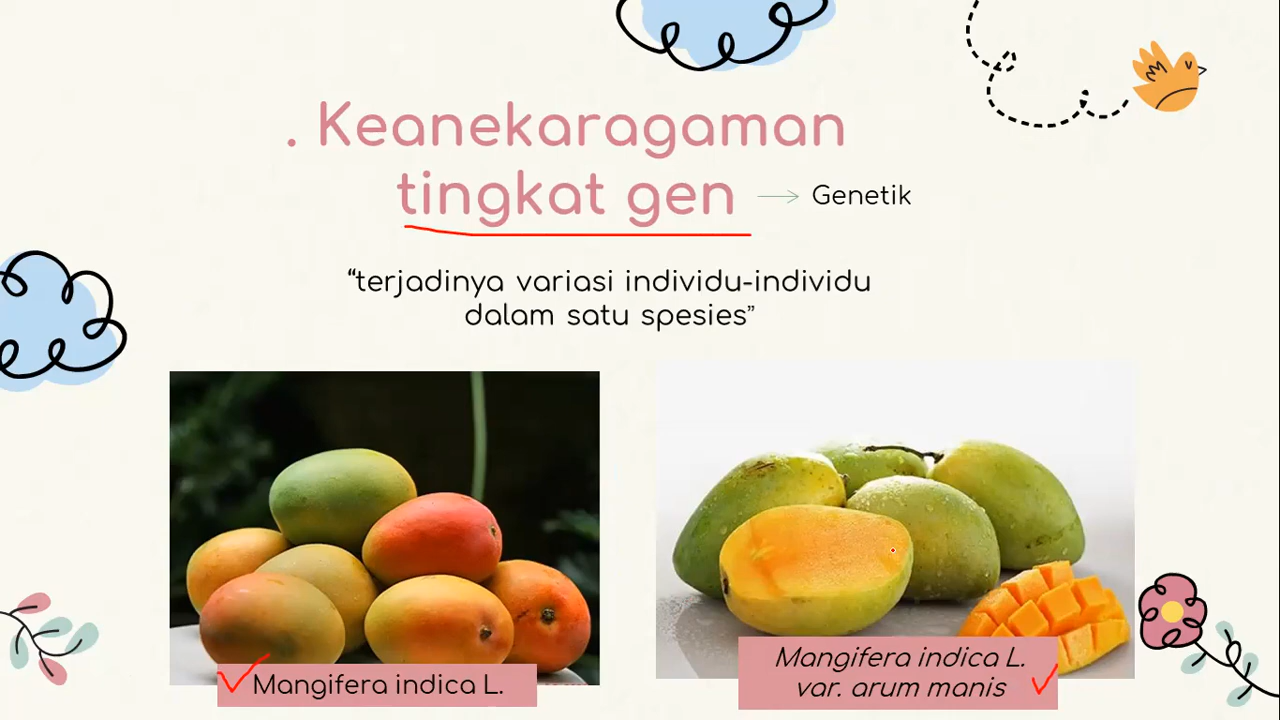 . Keanekaragaman
tingkat gen
Genetik
“terjadinya variasi individu-individu
dalam satu spesies”
Mangifera indica L.
Mangifera indica L.
var. arum manis